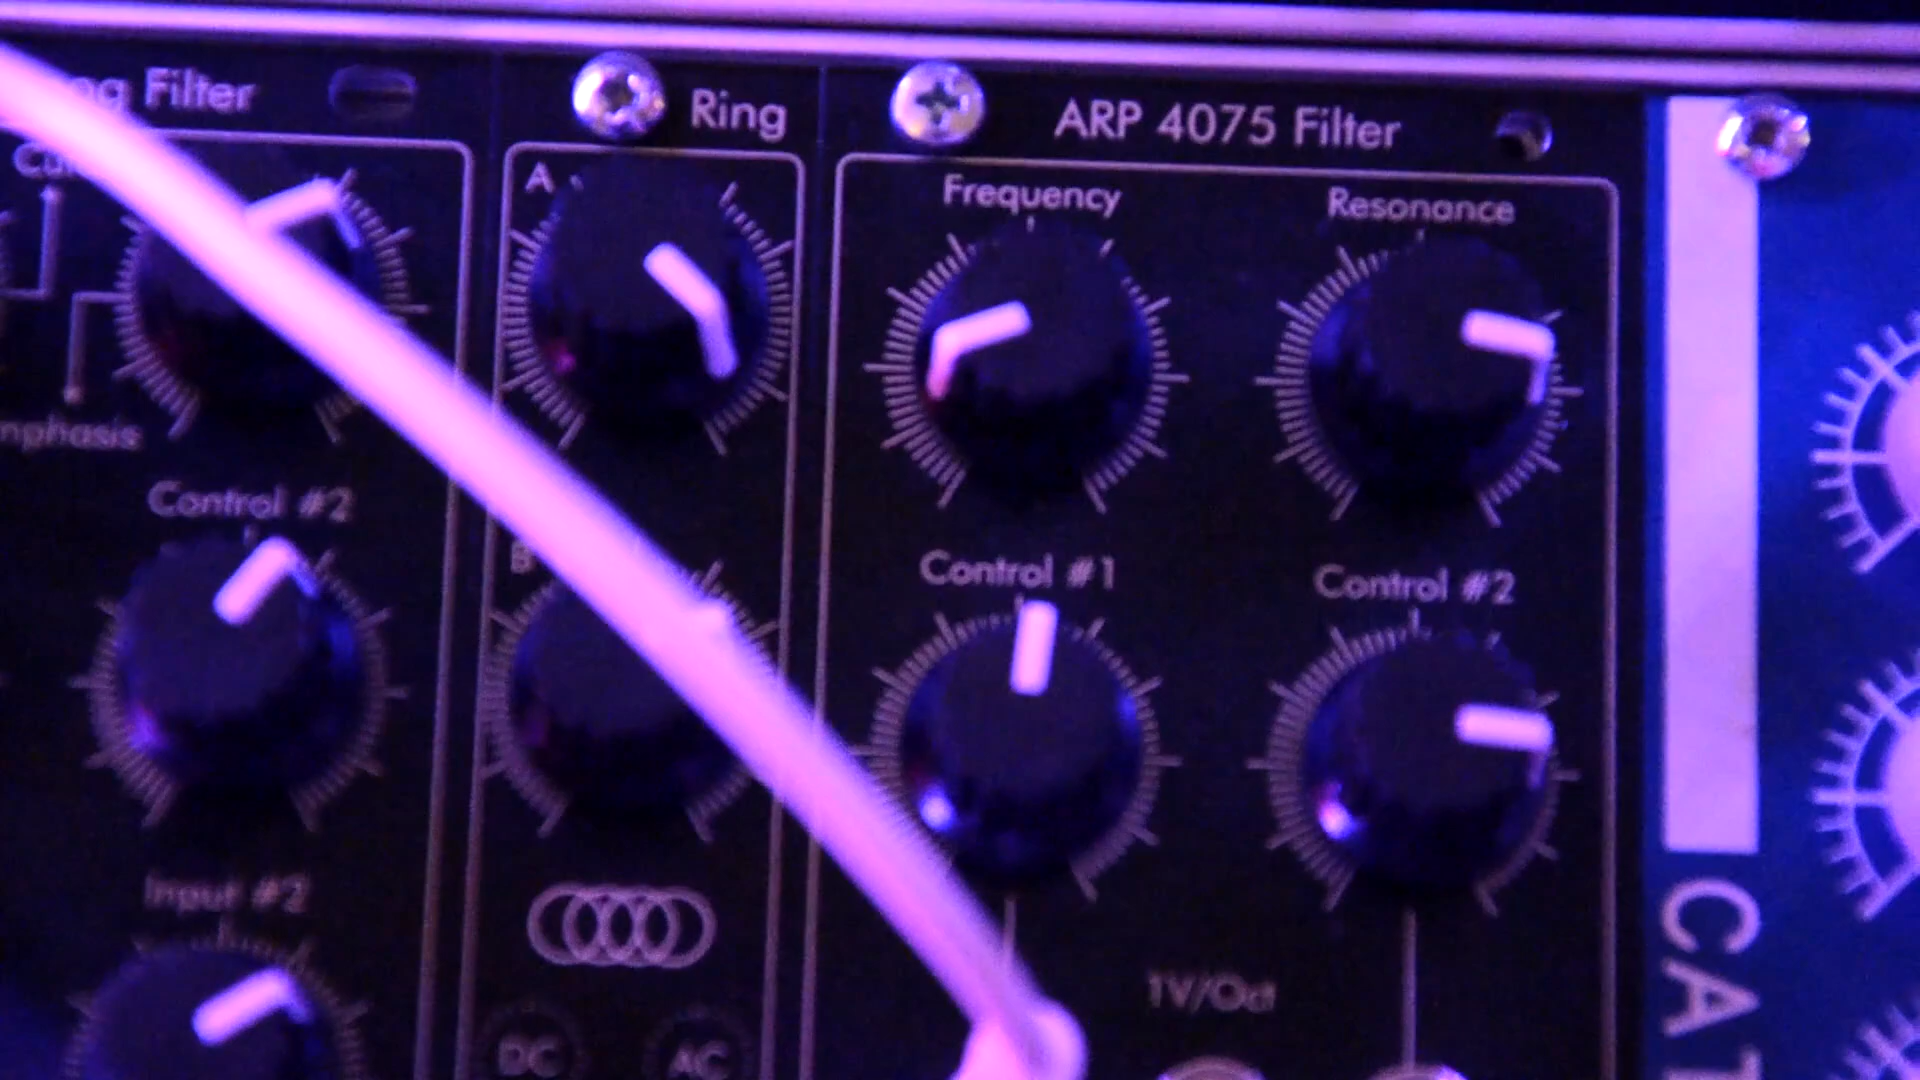 Filter
Ring
ARP 4075 Filter
A
Frequency
Resonance
Control #2
B
Control #1
Control #2
Input #2
1V/Oct
DC
AC
CA